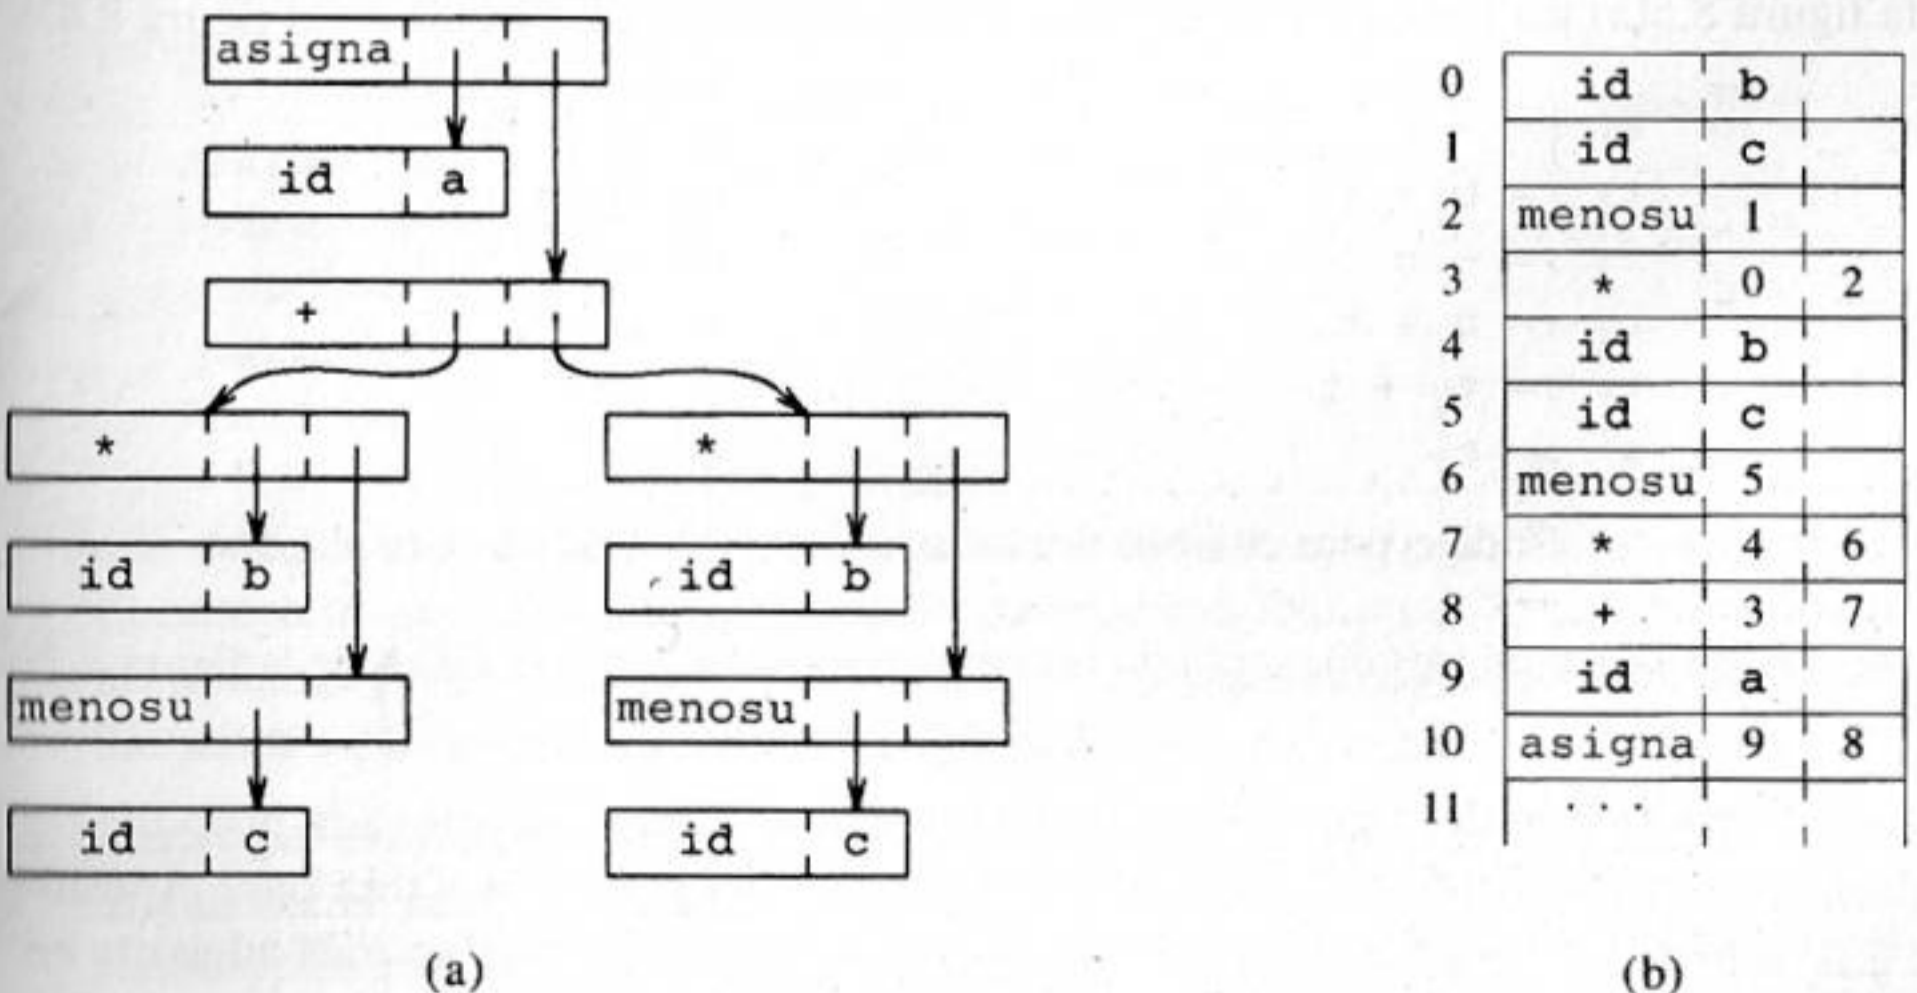 asigna
id a
+
* *
id b id b
menosu menosu
id c id c
(a)
0 id b
1 id c
2 menosu 1
3 * 0 2
4 id b
5 id c
6 menosu 5
7 * 4 6
8 + 3 7
9 id a
10 asigna 9 8
11 ...
(b)